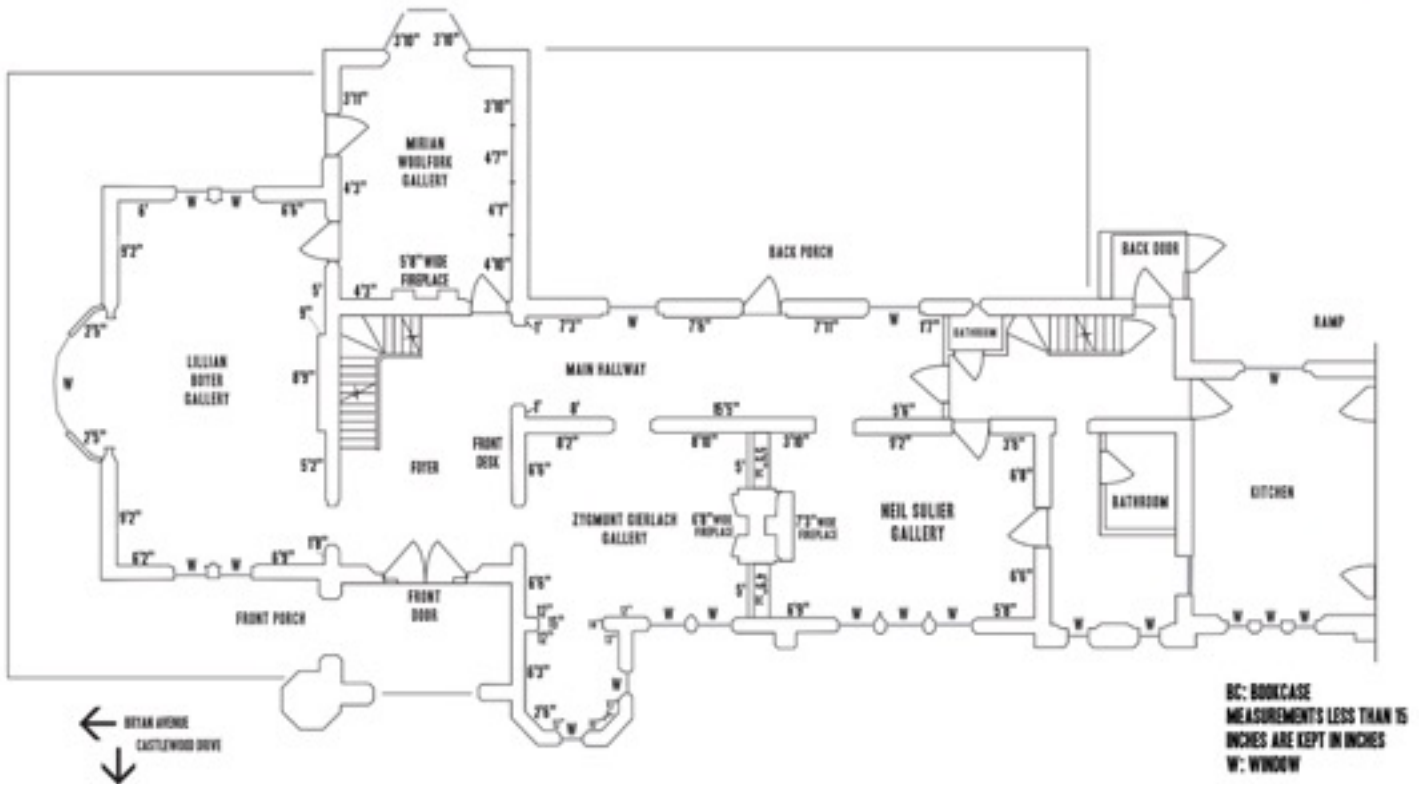 3'10" 3'10"
3'11"
3'10"
MIRIAN
WOOLFORK
GALLERY
4'7"
4'3"
4'1"
4'10"
5'8" WIDE
FIREPLACE
4'3"
6'
W W
6'6"
9'2"
5'
9"
W
2'5"
LILLIAN
BOYER
GALLERY
8'9"
5'2"
9'2"
6'2"
W W
6'9"
1'8"
BACK PORCH
BACK DOOR
RAMP
1'
7'3"
W
7'6"
7'11"
W
1'7"
BATHROOM
MAIN HALLWAY
W
8'
15'5"
5'6"
8'2"
8'10"
3'10"
9'2"
3'6"
FRONT
DESK
FOYER
6'6"
5'
6'8"
ZYGMUNT GIERLACH
GALLERY
6'8" WIDE
FIREPLACE
7'3" WIDE
FIREPLACE
NEIL SULIER
GALLERY
BATHROOM
KITCHEN
6'6"
5'
6'6"
FRONT
DOOR
FRONT PORCH
12"
15"
12"
W W
6'9"
W W W
5'8"
W W
W W W
6'3"
W
2'6"
W
BRYAN AVENUE
CASTLEWOOD DRIVE
BC: BOOKCASE
MEASUREMENTS LESS THAN 15
INCHES ARE KEPT IN INCHES
W: WINDOW